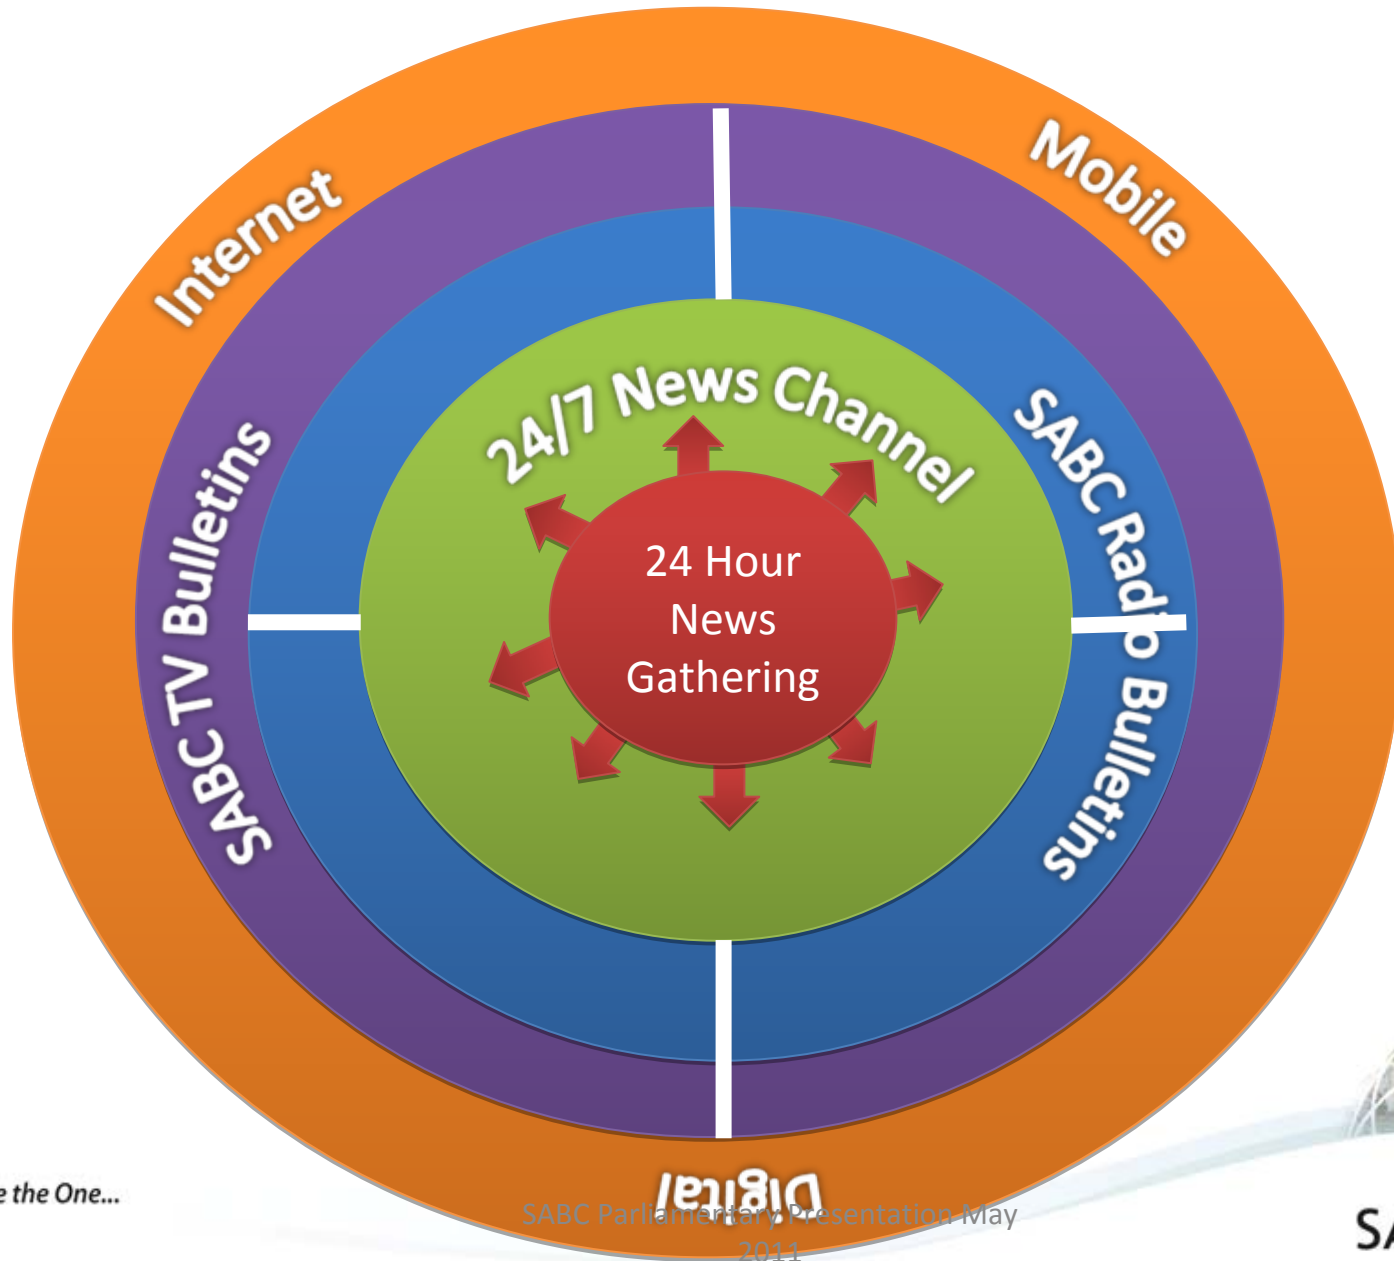 Internet
Mobile
24/7 News Channel
SABC TV Bulletins
SABC Radio Bulletins
24 Hour
News
Gathering
Digital
e the One...
SABC Parliamentary Presentation May
2011
SA